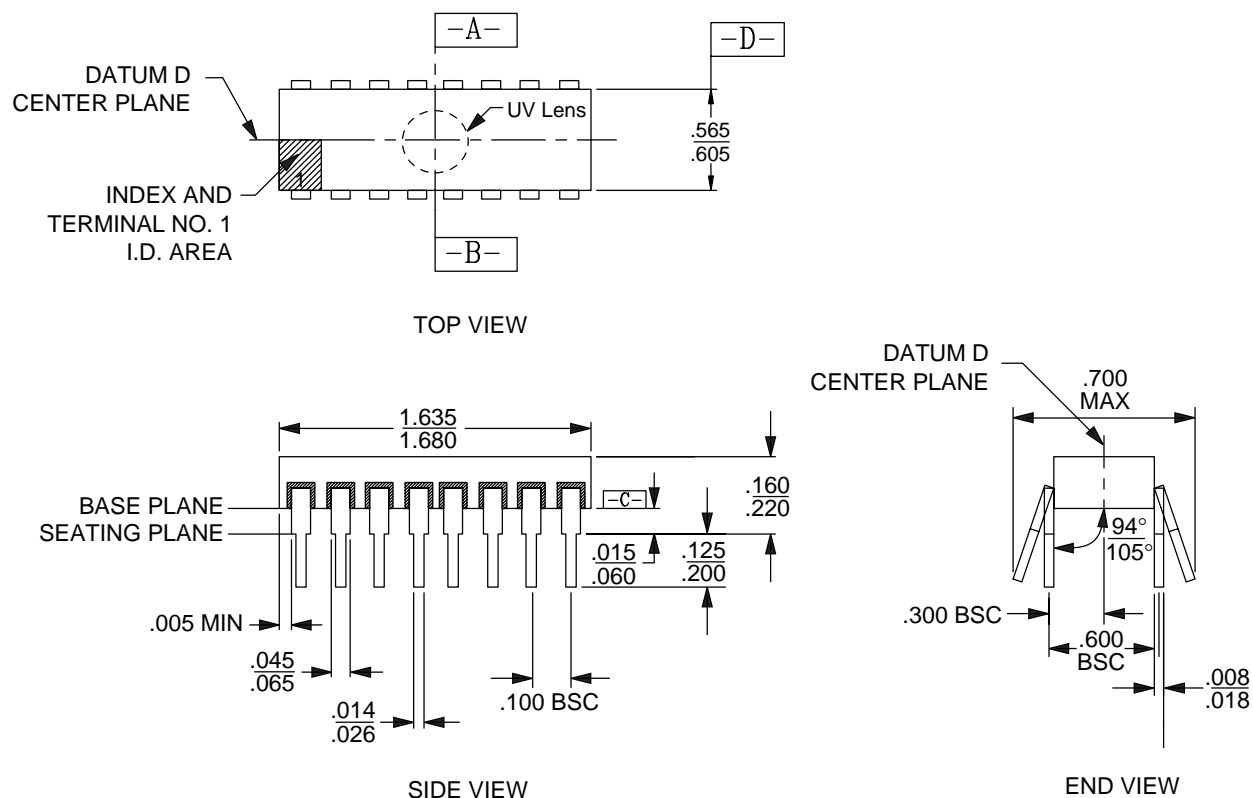 -A-
-D-
DATUM D
CENTER PLANE
UV Lens
.565
.605
1
INDEX AND
TERMINAL NO. 1
I.D. AREA
-B-
TOP VIEW
DATUM D
CENTER PLANE
.700
MAX
1.635
1.680
BASE PLANE
SEATING PLANE
-C-
.160
.220
.015
.060
.125
.200
94°
105°
.005 MIN
.300 BSC
.600
BSC
.045
.065
.100 BSC
.008
.018
.014
.026
SIDE VIEW
END VIEW